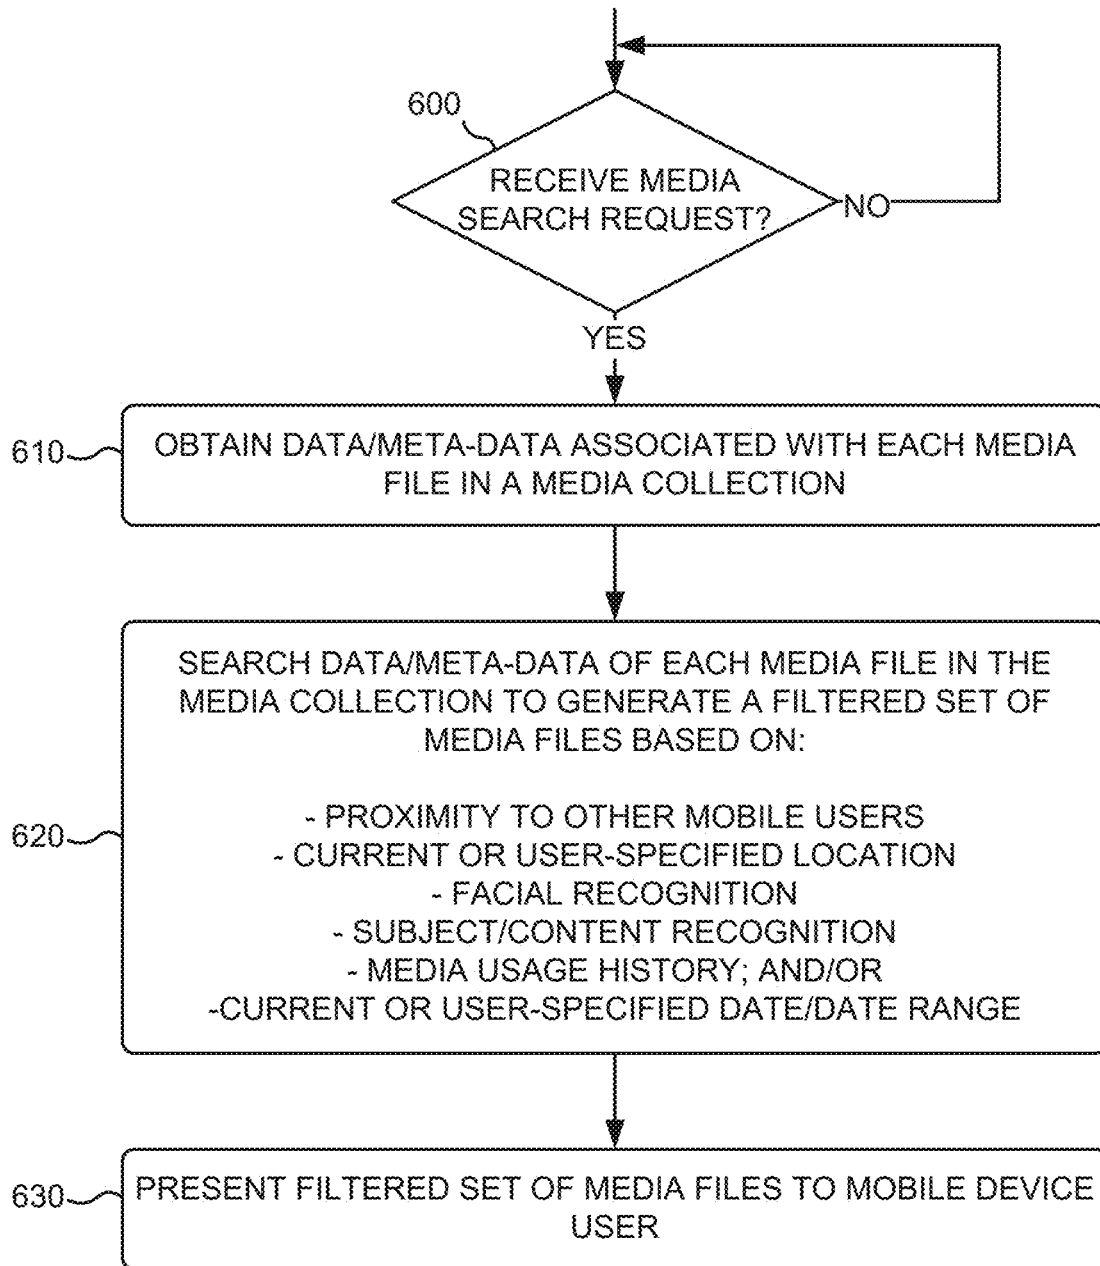 600
RECEIVE MEDIA
SEARCH REQUEST?
NO
YES
610
OBTAIN DATA/META-DATA ASSOCIATED WITH EACH MEDIA
FILE IN A MEDIA COLLECTION
620
SEARCH DATA/META-DATA OF EACH MEDIA FILE IN THE
MEDIA COLLECTION TO GENERATE A FILTERED SET OF
MEDIA FILES BASED ON:
- PROXIMITY TO OTHER MOBILE USERS
- CURRENT OR USER-SPECIFIED LOCATION
- FACIAL RECOGNITION
- SUBJECT/CONTENT RECOGNITION
- MEDIA USAGE HISTORY; AND/OR
-CURRENT OR USER-SPECIFIED DATE/DATE RANGE
630
PRESENT FILTERED SET OF MEDIA FILES TO MOBILE DEVICE
USER